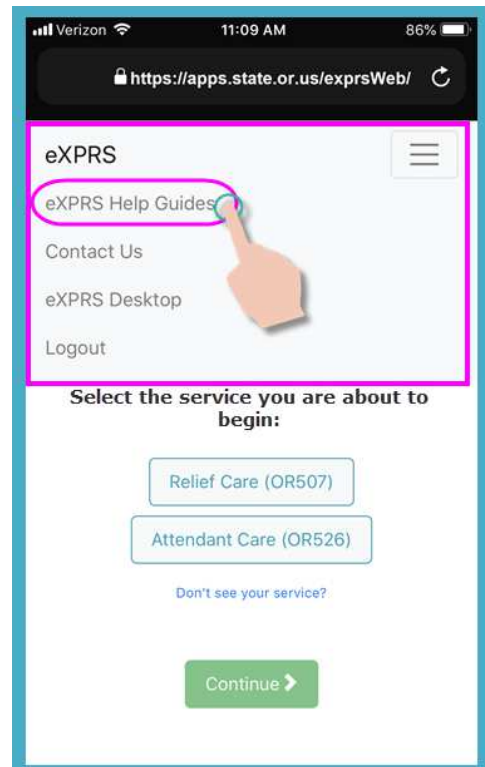 Verizon 11:09 AM 86%
https://apps.state.or.us/exprsWeb/
eXPRS
eXPRS Help Guides
Contact Us
eXPRS Desktop
Logout
Select the service you are about to
begin:
Relief Care (OR507)
Attendant Care (OR526)
Don't see your service?
Continue